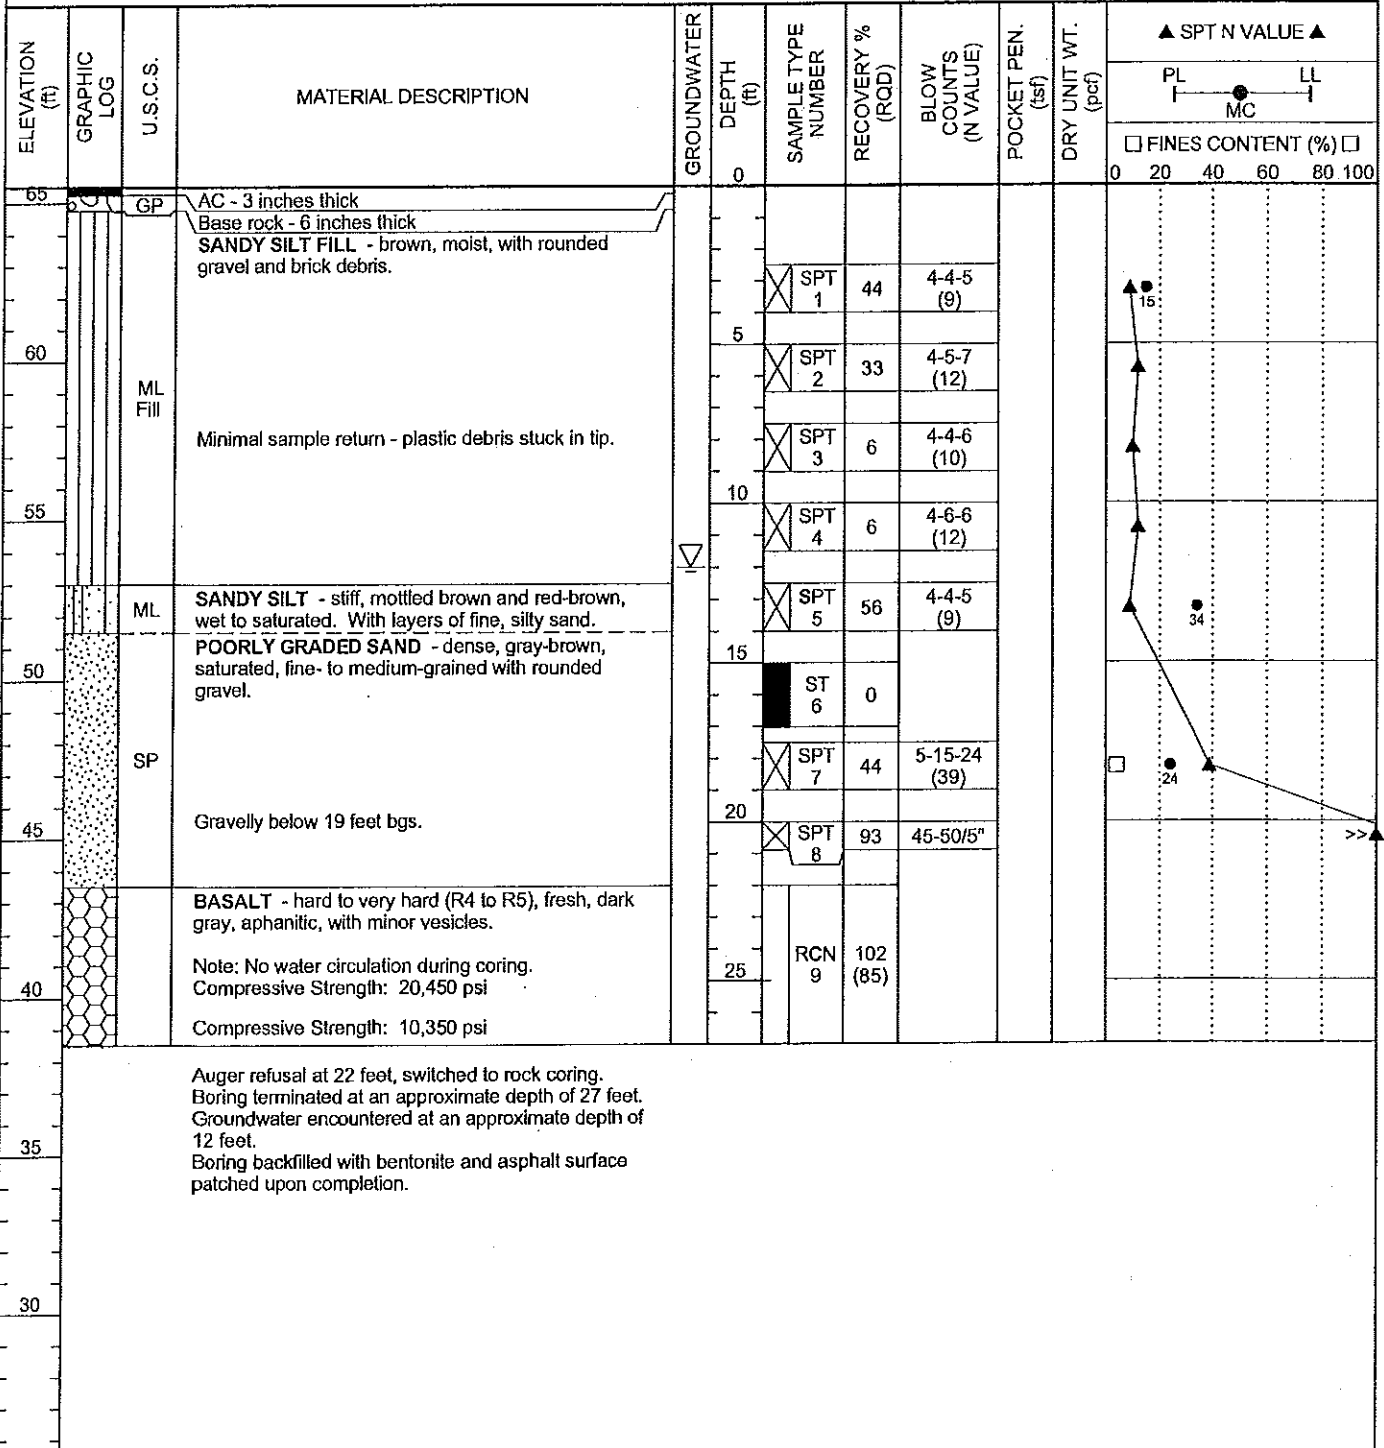 ELEVATION (ft)
GRAPHIC LOG
U.S.C.S.
MATERIAL DESCRIPTION
GROUNDWATER
DEPTH (ft)
0
SAMPLE TYPE NUMBER
RECOVERY % (RQD)
BLOW COUNTS (N VALUE)
POCKET PEN. (tsf)
DRY UNIT WT. (pcf)
▲ SPT N VALUE ▲
PL LL
MC
□ FINES CONTENT (%) □
0 20 40 60 80 100
65
GP
AC - 3 inches thick
Base rock - 6 inches thick
SANDY SILT FILL - brown, moist, with rounded
gravel and brick debris.
SPT 1 44 4-4-5 (9)
15
5
60
SPT 2 33 4-5-7 (12)
ML Fill
Minimal sample return - plastic debris stuck in tip.
SPT 3 6 4-4-6 (10)
10
55
SPT 4 6 4-6-6 (12)
ML
SANDY SILT - stiff, mottled brown and red-brown,
wet to saturated. With layers of fine, silty sand.
SPT 5 56 4-4-5 (9)
34
POORLY GRADED SAND - dense, gray-brown,
saturated, fine- to medium-grained with rounded
gravel.
15
50
ST 6 0
SP
SPT 7 44 5-15-24 (39)
24
Gravelly below 19 feet bgs.
20
45
SPT 8 93 45-50/5"
>>
BASALT - hard to very hard (R4 to R5), fresh, dark
gray, aphanitic, with minor vesicles.
Note: No water circulation during coring.
Compressive Strength: 20,450 psi
RCN 9 102 (85)
25
40
Compressive Strength: 10,350 psi
Auger refusal at 22 feet, switched to rock coring.
Boring terminated at an approximate depth of 27 feet.
Groundwater encountered at an approximate depth of
12 feet.
35
Boring backfilled with bentonite and asphalt surface
patched upon completion.
30